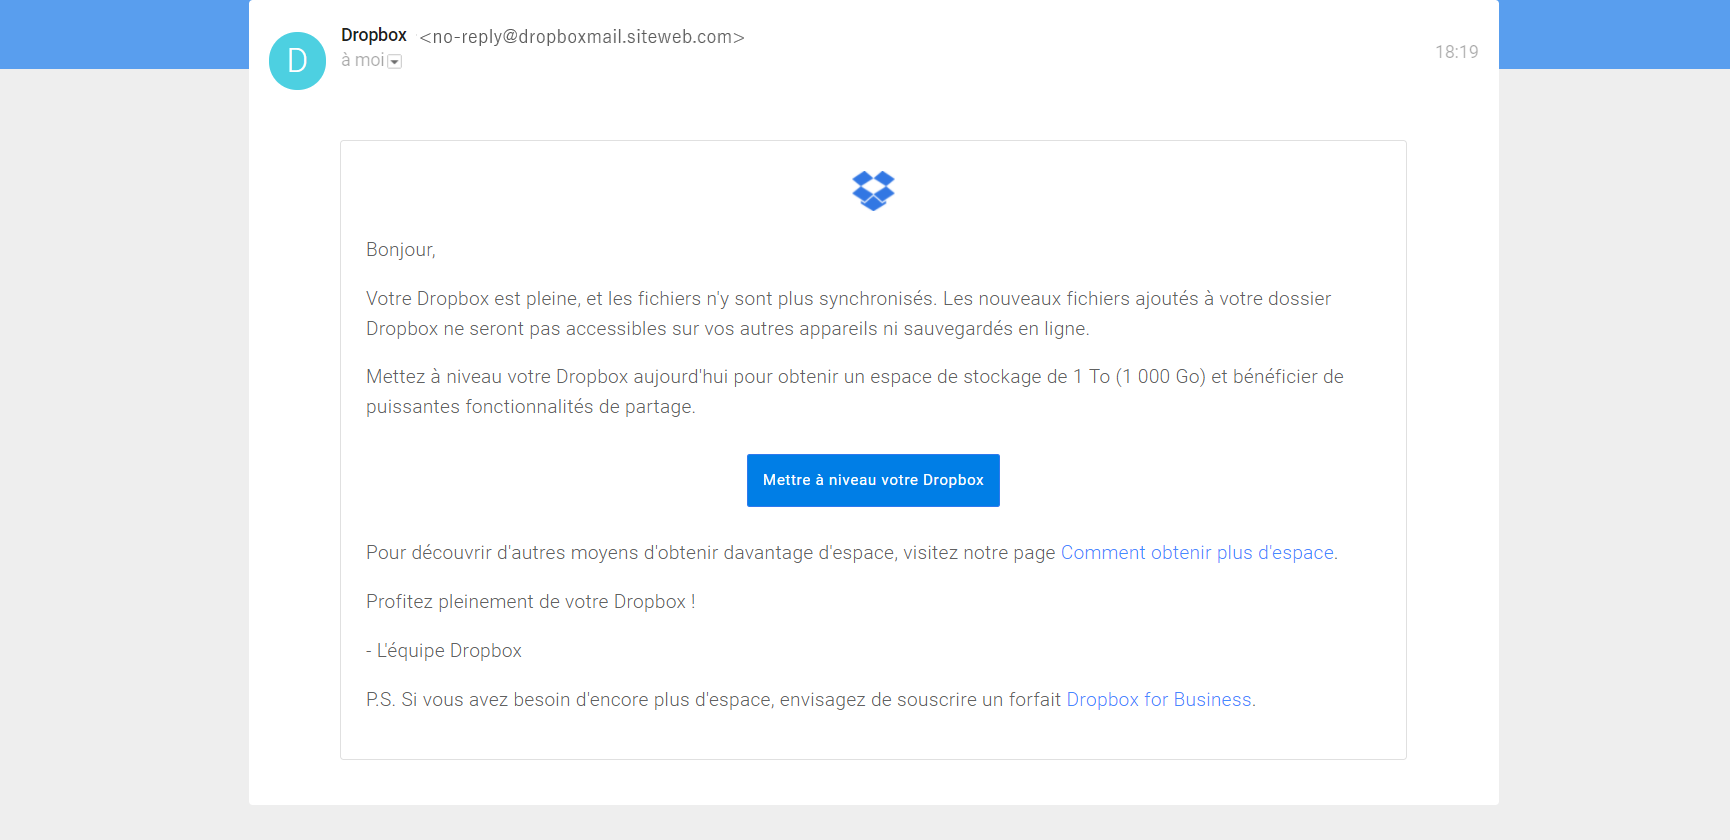 D
Dropbox <no-reply@dropboxmail.siteweb.com>
à moi
18:19
Bonjour,
Votre Dropbox est pleine, et les fichiers n'y sont plus synchronisés. Les nouveaux fichiers ajoutés à votre dossier
Dropbox ne seront pas accessibles sur vos autres appareils ni sauvegardés en ligne.
Mettez à niveau votre Dropbox aujourd'hui pour obtenir un espace de stockage de 1 To (1 000 Go) et bénéficier de
puissantes fonctionnalités de partage.
Mettre à niveau votre Dropbox
Pour découvrir d'autres moyens d'obtenir davantage d'espace, visitez notre page Comment obtenir plus d'espace.
Profitez pleinement de votre Dropbox !
- L'équipe Dropbox
P.S. Si vous avez besoin d'encore plus d'espace, envisagez de souscrire un forfait Dropbox for Business.